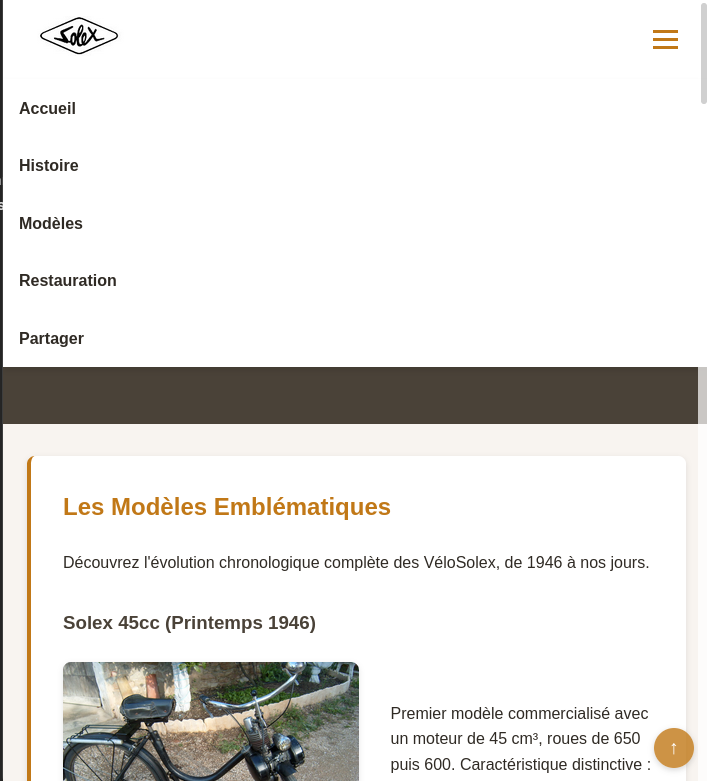 Solex
Accueil
Histoire
Modèles
Restauration
Partager
Les Modèles Emblématiques
Découvrez l'évolution chronologique complète des VéloSolex, de 1946 à nos jours.
Solex 45cc (Printemps 1946)
Premier modèle commercialisé avec
un moteur de 45 cm³, roues de 650
puis 600. Caractéristique distinctive :
↑